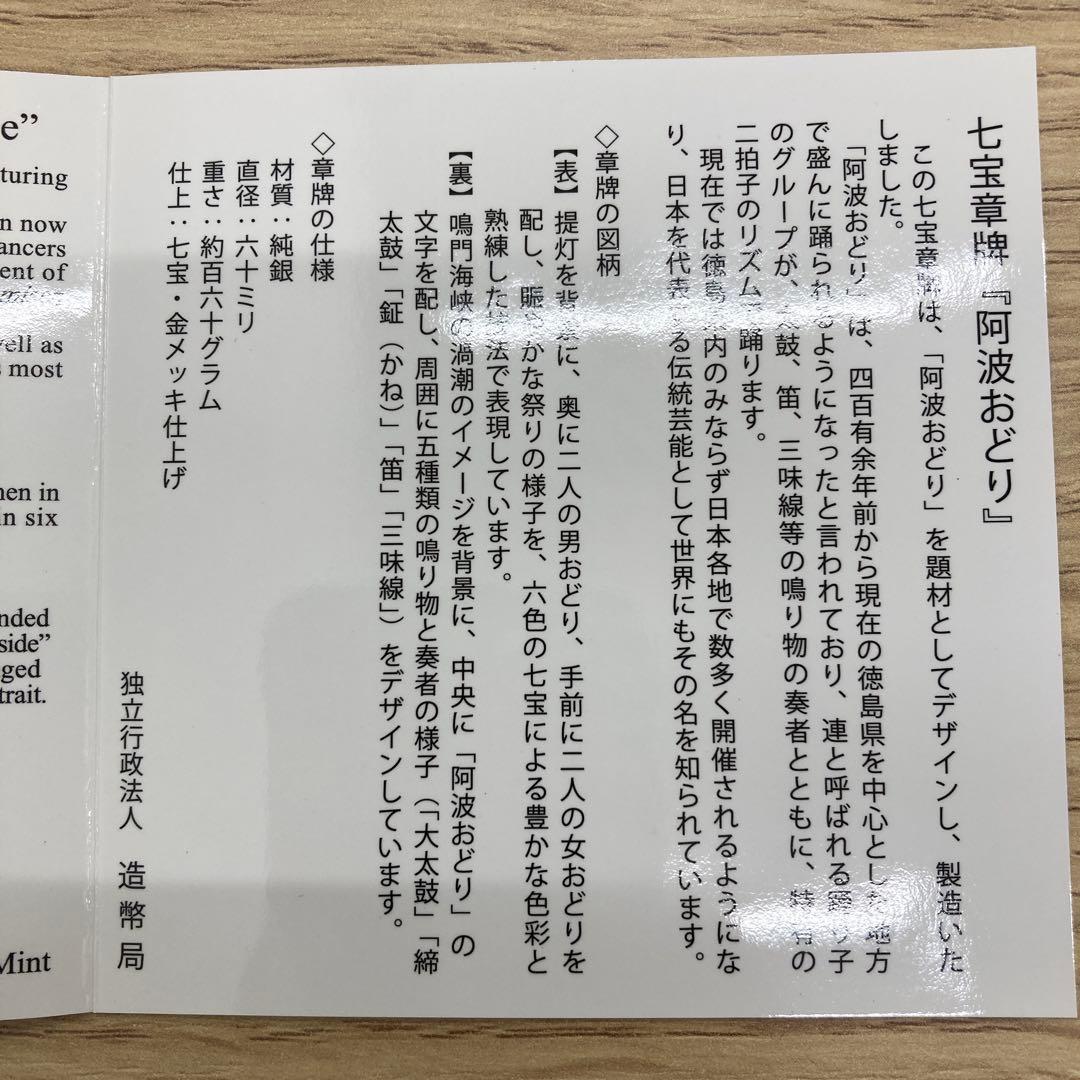 七宝章牌『阿波おどり』
この七宝章牌は、「阿波おどり」を題材としてデザインし、製造いた
しました。
「阿波おどり」は、四百有余年前から現在の徳島県を中心とした地方
で盛んに踊られるようになったと言われており、連と呼ばれる踊り子
のグループが、太鼓、笛、三味線等の鳴り物の奏者とともに、特有の
二拍子のリズムで踊ります。
現在では徳島県内のみならず日本各地で数多く開催されるようにな
り、日本を代表する伝統芸能として世界にもその名を知られています。
◇章牌の図柄
【表】提灯を背景に、奥に二人の男おどり、手前に二人の女おどりを
配し、賑やかな祭りの様子を、六色の七宝による豊かな色彩と
熟練した技法で表現しています。
【裏】鳴門海峡の渦潮のイメージを背景に、中央に「阿波おどり」の
文字を配し、周囲に五種類の鳴り物と奏者の様子（「大太鼓」「締
太鼓」「鉦（かね）」「笛」「三味線」）をデザインしています。
◇章牌の仕様
材質：純銀
直径：六十ミリ
重さ：約百六十グラム
仕上：七宝・金メッキ仕上げ
独立行政法人 造幣局
e”
turing
n now
ancers
ent of
vell as
s most
nen in
in six
nded
side”
ged
trait.
Mint